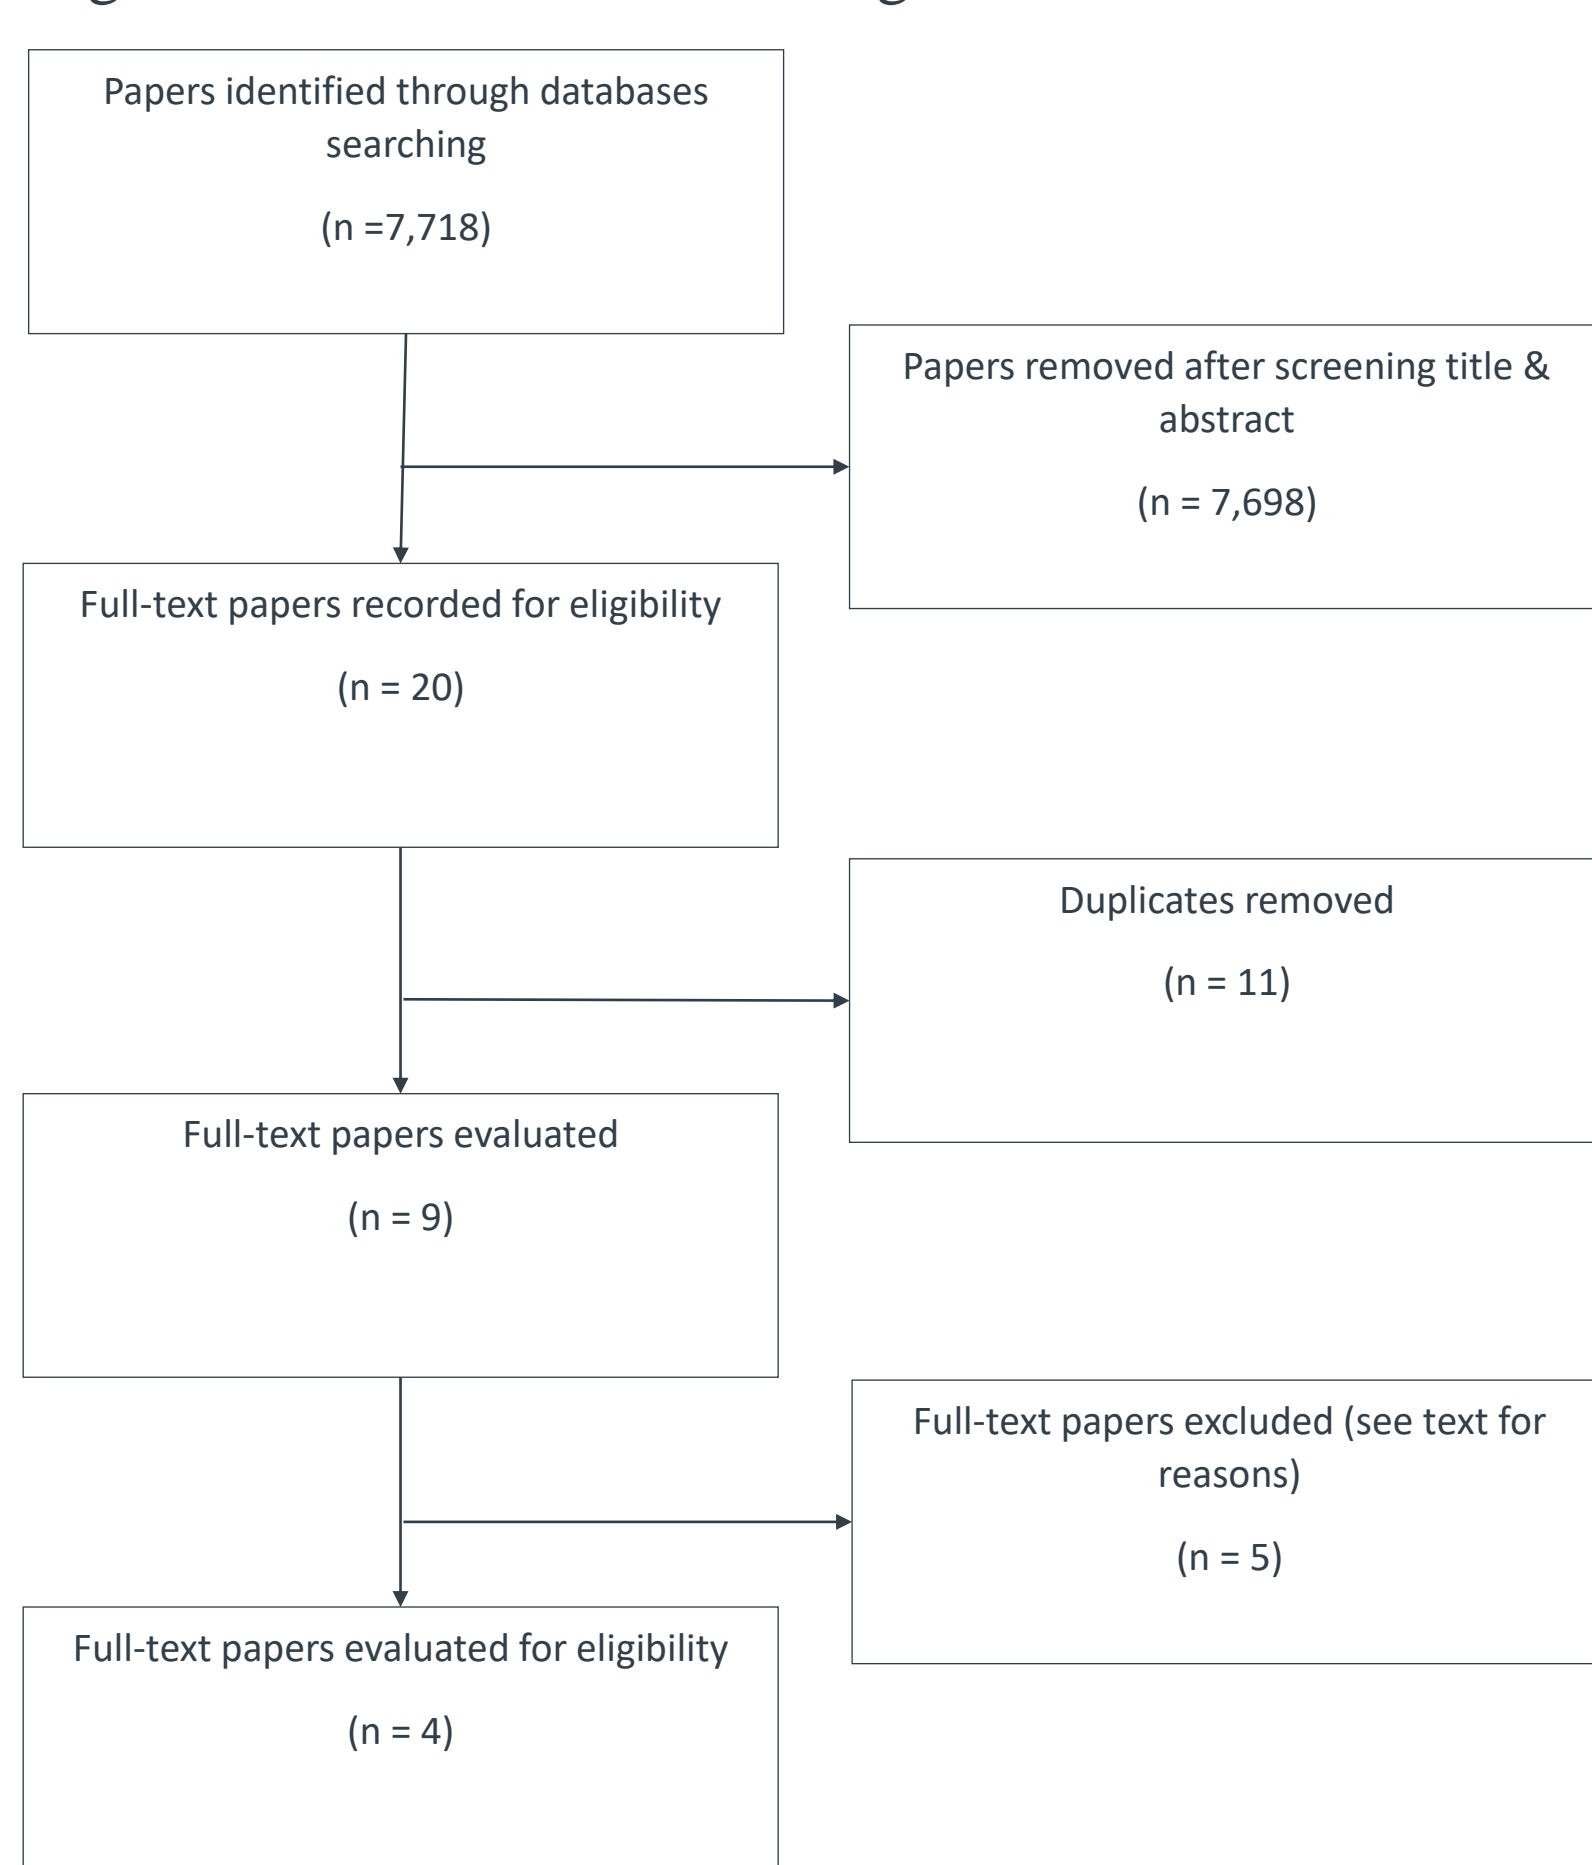 Papers identified through databases
searching
(n =7,718)
Papers removed after screening title &
abstract
(n = 7,698)
Full-text papers recorded for eligibility
(n = 20)
Duplicates removed
(n = 11)
Full-text papers evaluated
(n = 9)
Full-text papers excluded (see text for
reasons)
(n = 5)
Full-text papers evaluated for eligibility
(n = 4)